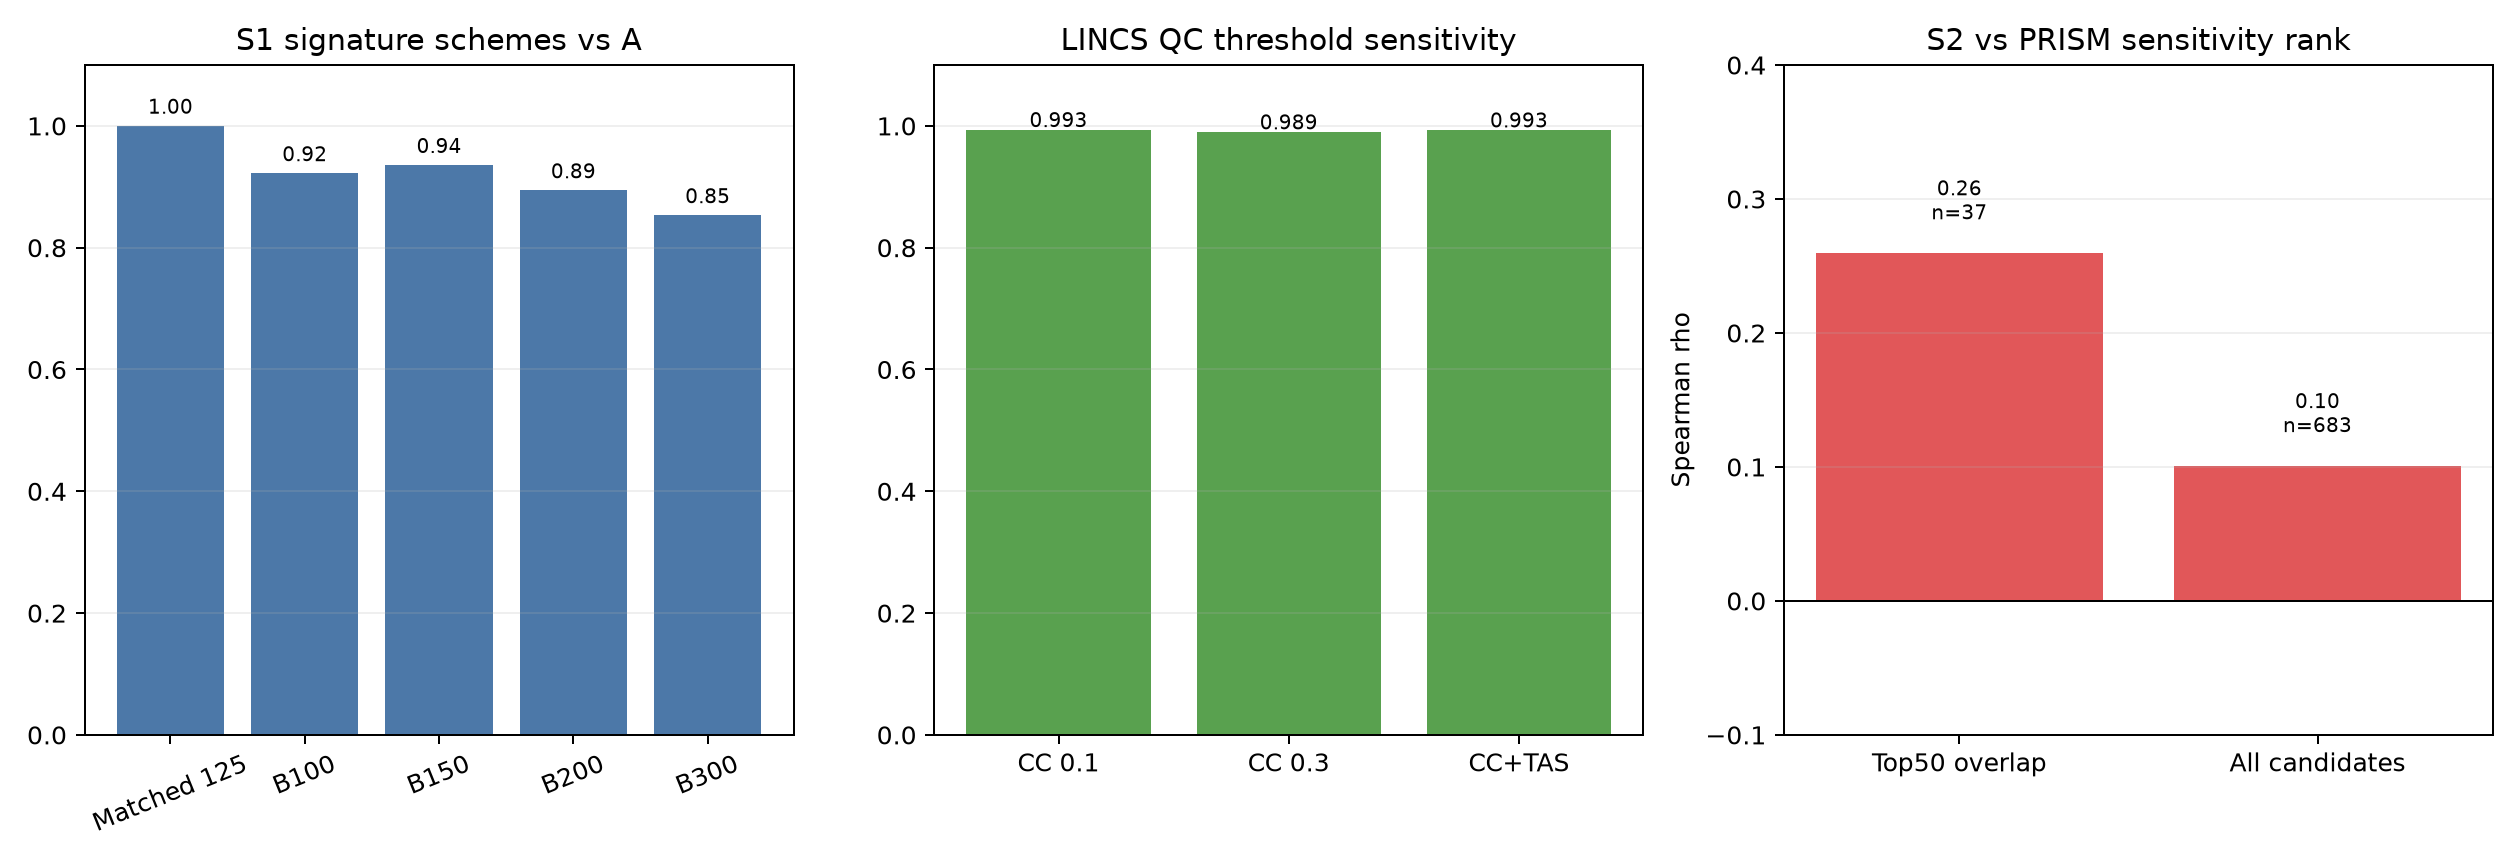 S1 signature schemes vs A
1.0
0.8
0.6
0.4
0.2
0.0
1.00
0.92
0.94
0.89
0.85
Matched 125
B100
B150
B200
B300
LINCS QC threshold sensitivity
1.0
0.8
0.6
0.4
0.2
0.0
0.993
0.989
0.993
CC 0.1
CC 0.3
CC+TAS
S2 vs PRISM sensitivity rank
Spearman rho
0.4
0.3
0.2
0.1
0.0
−0.1
0.26
n=37
0.10
n=683
Top50 overlap
All candidates